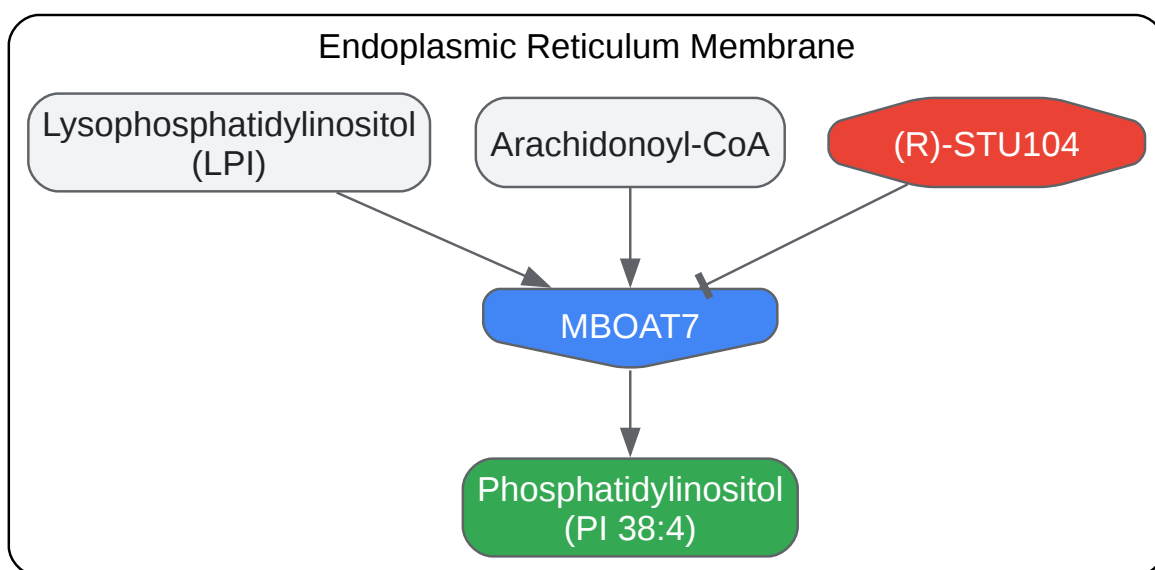 Endoplasmic Reticulum Membrane
Lysophosphatidylinositol
(LPI)
Arachidonoyl-CoA
(R)-STU104
MBOAT7
Phosphatidylinositol
(PI 38:4)